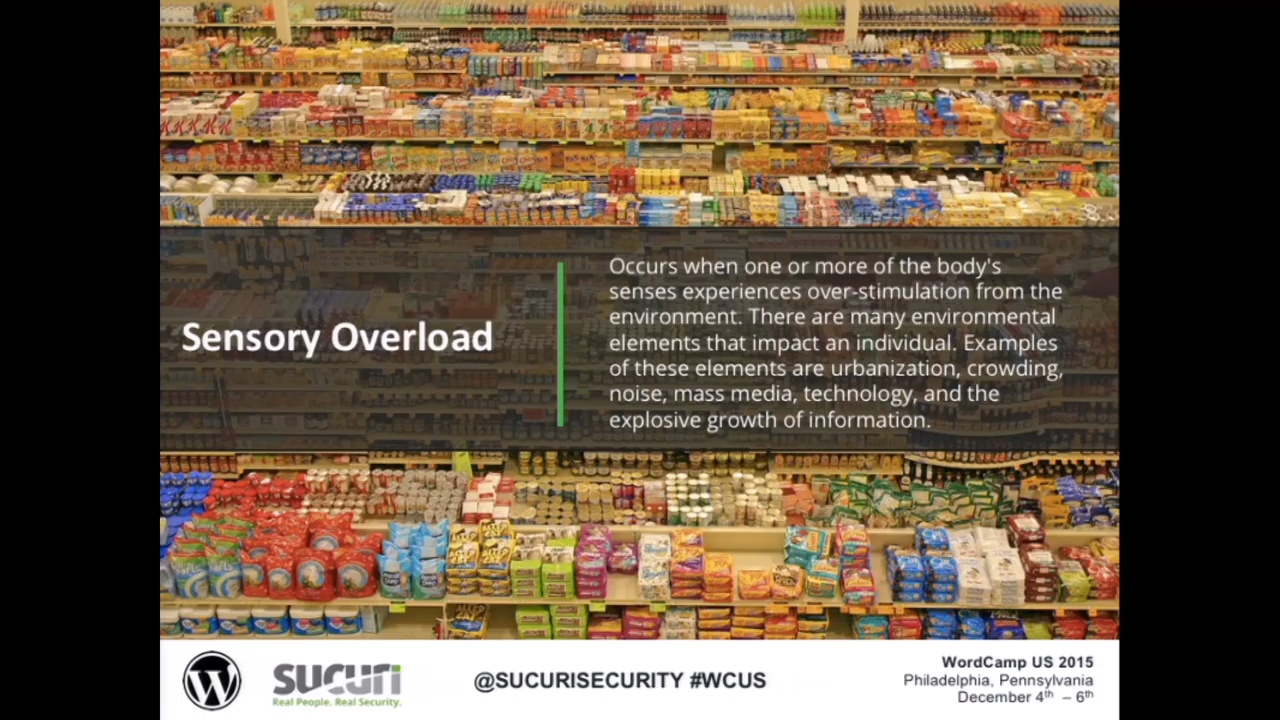 Sensory Overload
Occurs when one or more of the body's
senses experiences over-stimulation from the
environment. There are many environmental
elements that impact an individual. Examples
of these elements are urbanization, crowding,
noise, mass media, technology, and the
explosive growth of information.
SUCURi
Real People. Real Security.
@SUCURISECURITY #WCUS
WordCamp US 2015
Philadelphia, Pennsylvania
December 4th – 6th